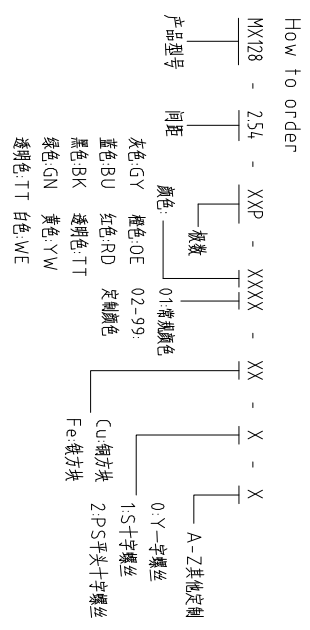 How to order
MX128 - 2.54 - XXP - XXXX - XX - X - X
产品型号
间距
极数
颜色:
01:常规颜色
02-99:
定制颜色
灰色:GY 橙色:OE
蓝色:BU 红色:RD
黑色:BK 透明色:TT
绿色:GN 黄色:YW
透明色:TT 白色:WE
Cu:铜方块
Fe:铁方块
0:Y一字螺丝
1:S十字螺丝
2:PS平头十字螺丝
A-Z其他定制